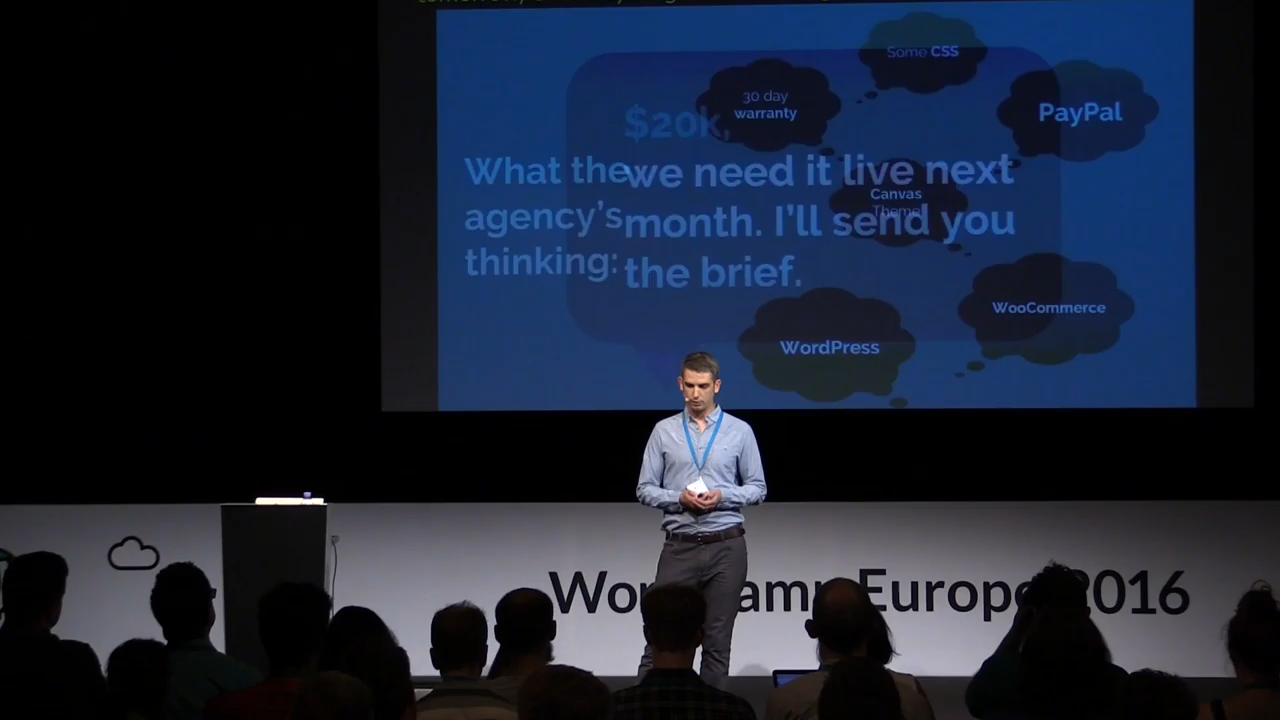 Some CSS
30 day
warranty
PayPal
$20k,
we need it live next
month. I'll send you
the brief.
What the
agency's
thinking:
Canvas
Theme
WooCommerce
WordPress
Europe 2016